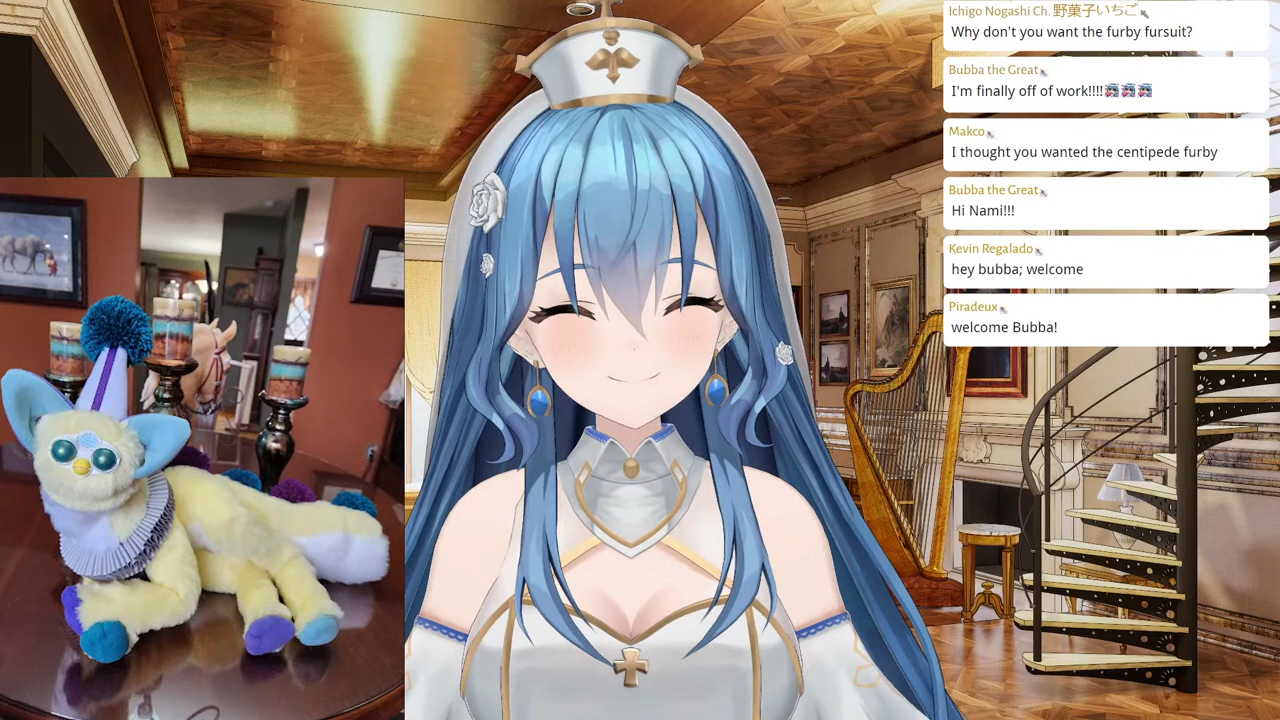 Ichigo Nogashi Ch. 野菓子いちご
Why don't you want the furby fursuit?
Bubba the Great
I'm finally off of work!!!!
Makco
I thought you wanted the centipede furby
Bubba the Great
Hi Nami!!!
Kevin Regalado
hey bubba; welcome
Piradeux
welcome Bubba!